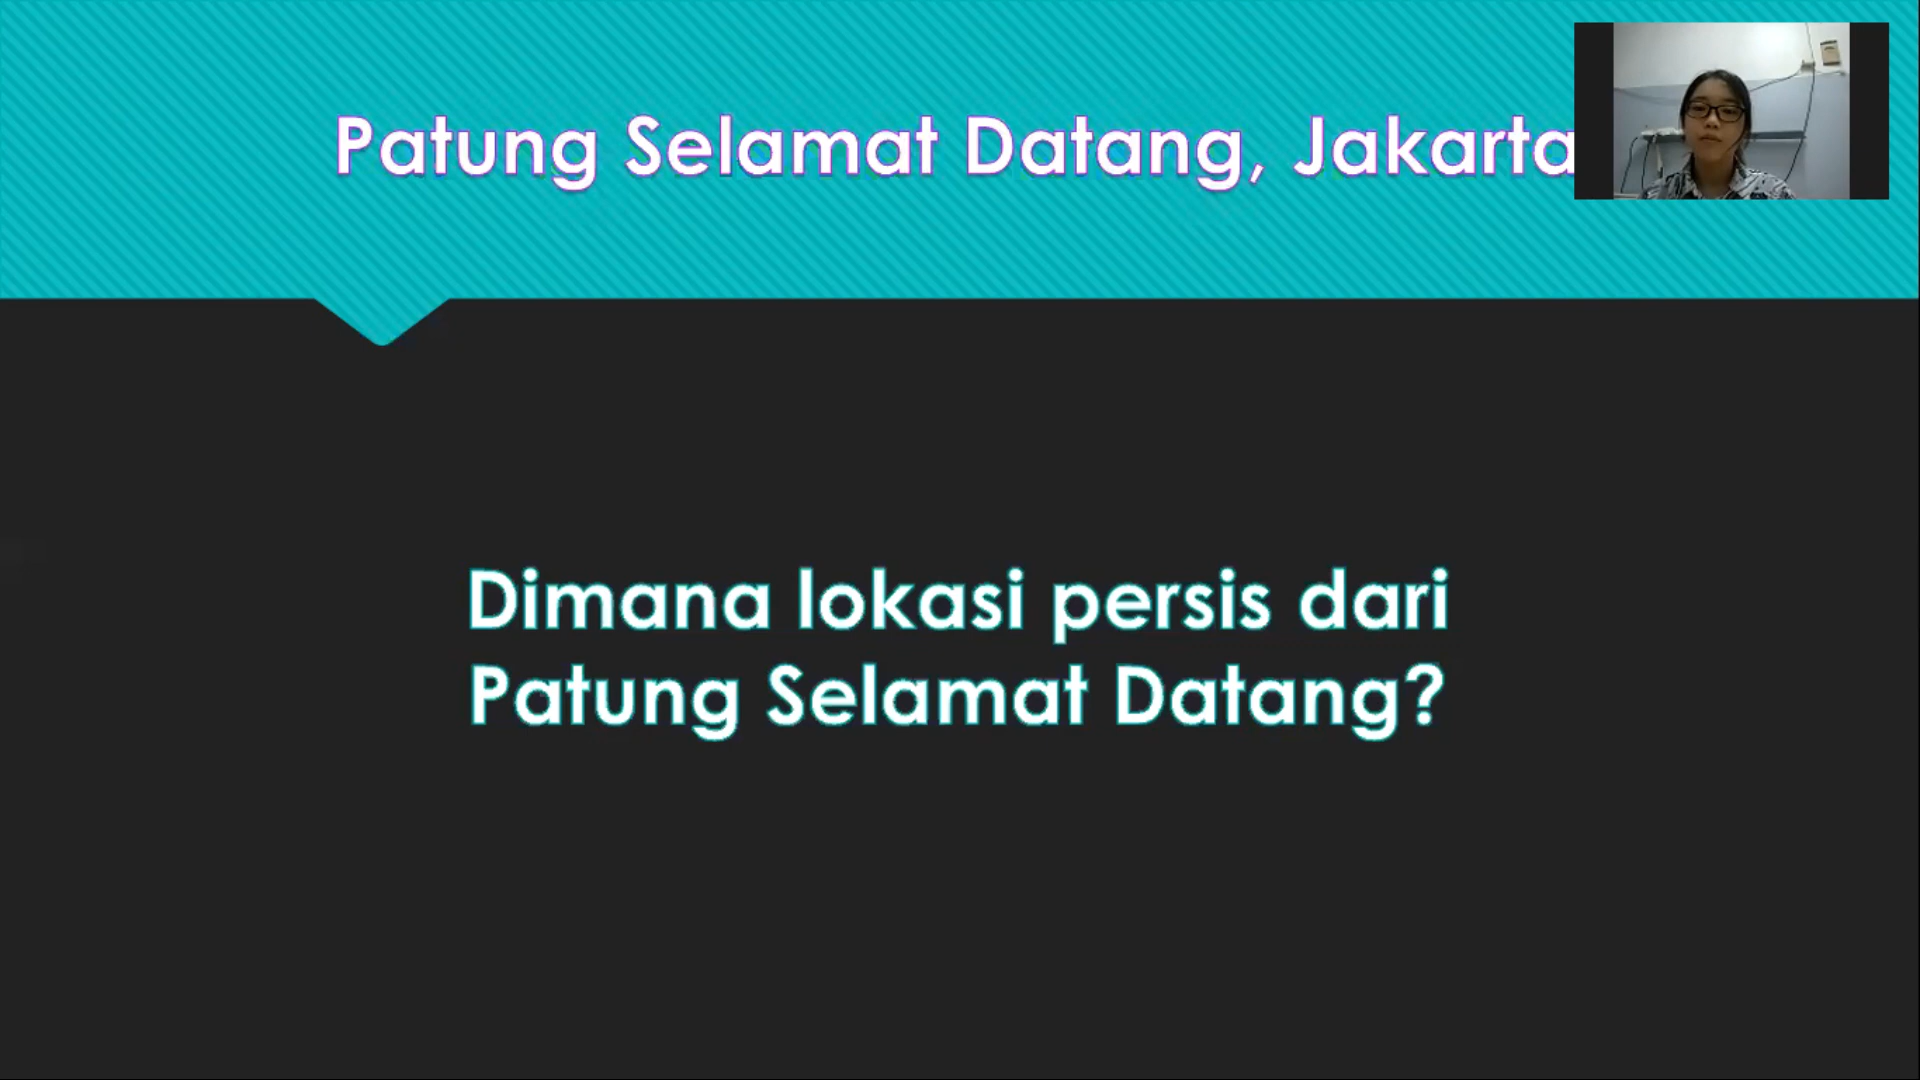 Patung Selamat Datang, Jakarta
Dimana lokasi persis dari
Patung Selamat Datang?